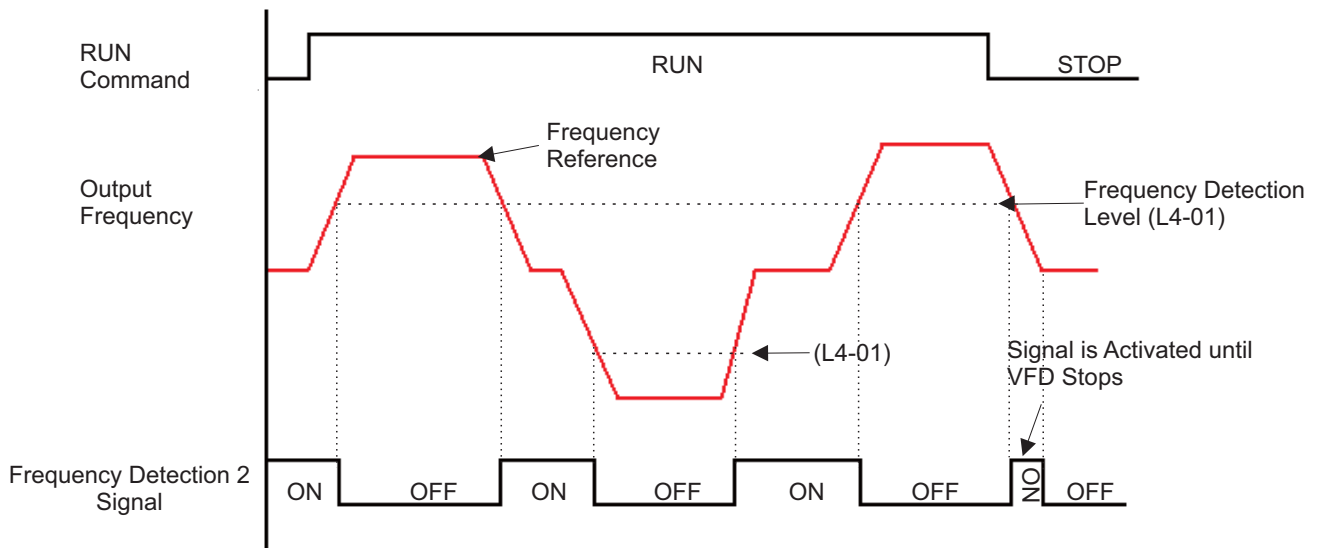 RUN
Command
RUN
STOP
Frequency
Reference
Output
Frequency
Frequency Detection
Level (L4-01)
(L4-01)
Signal is Activated until
VFD Stops
Frequency Detection 2
Signal
ON
OFF
ON
OFF
ON
OFF
ON
OFF